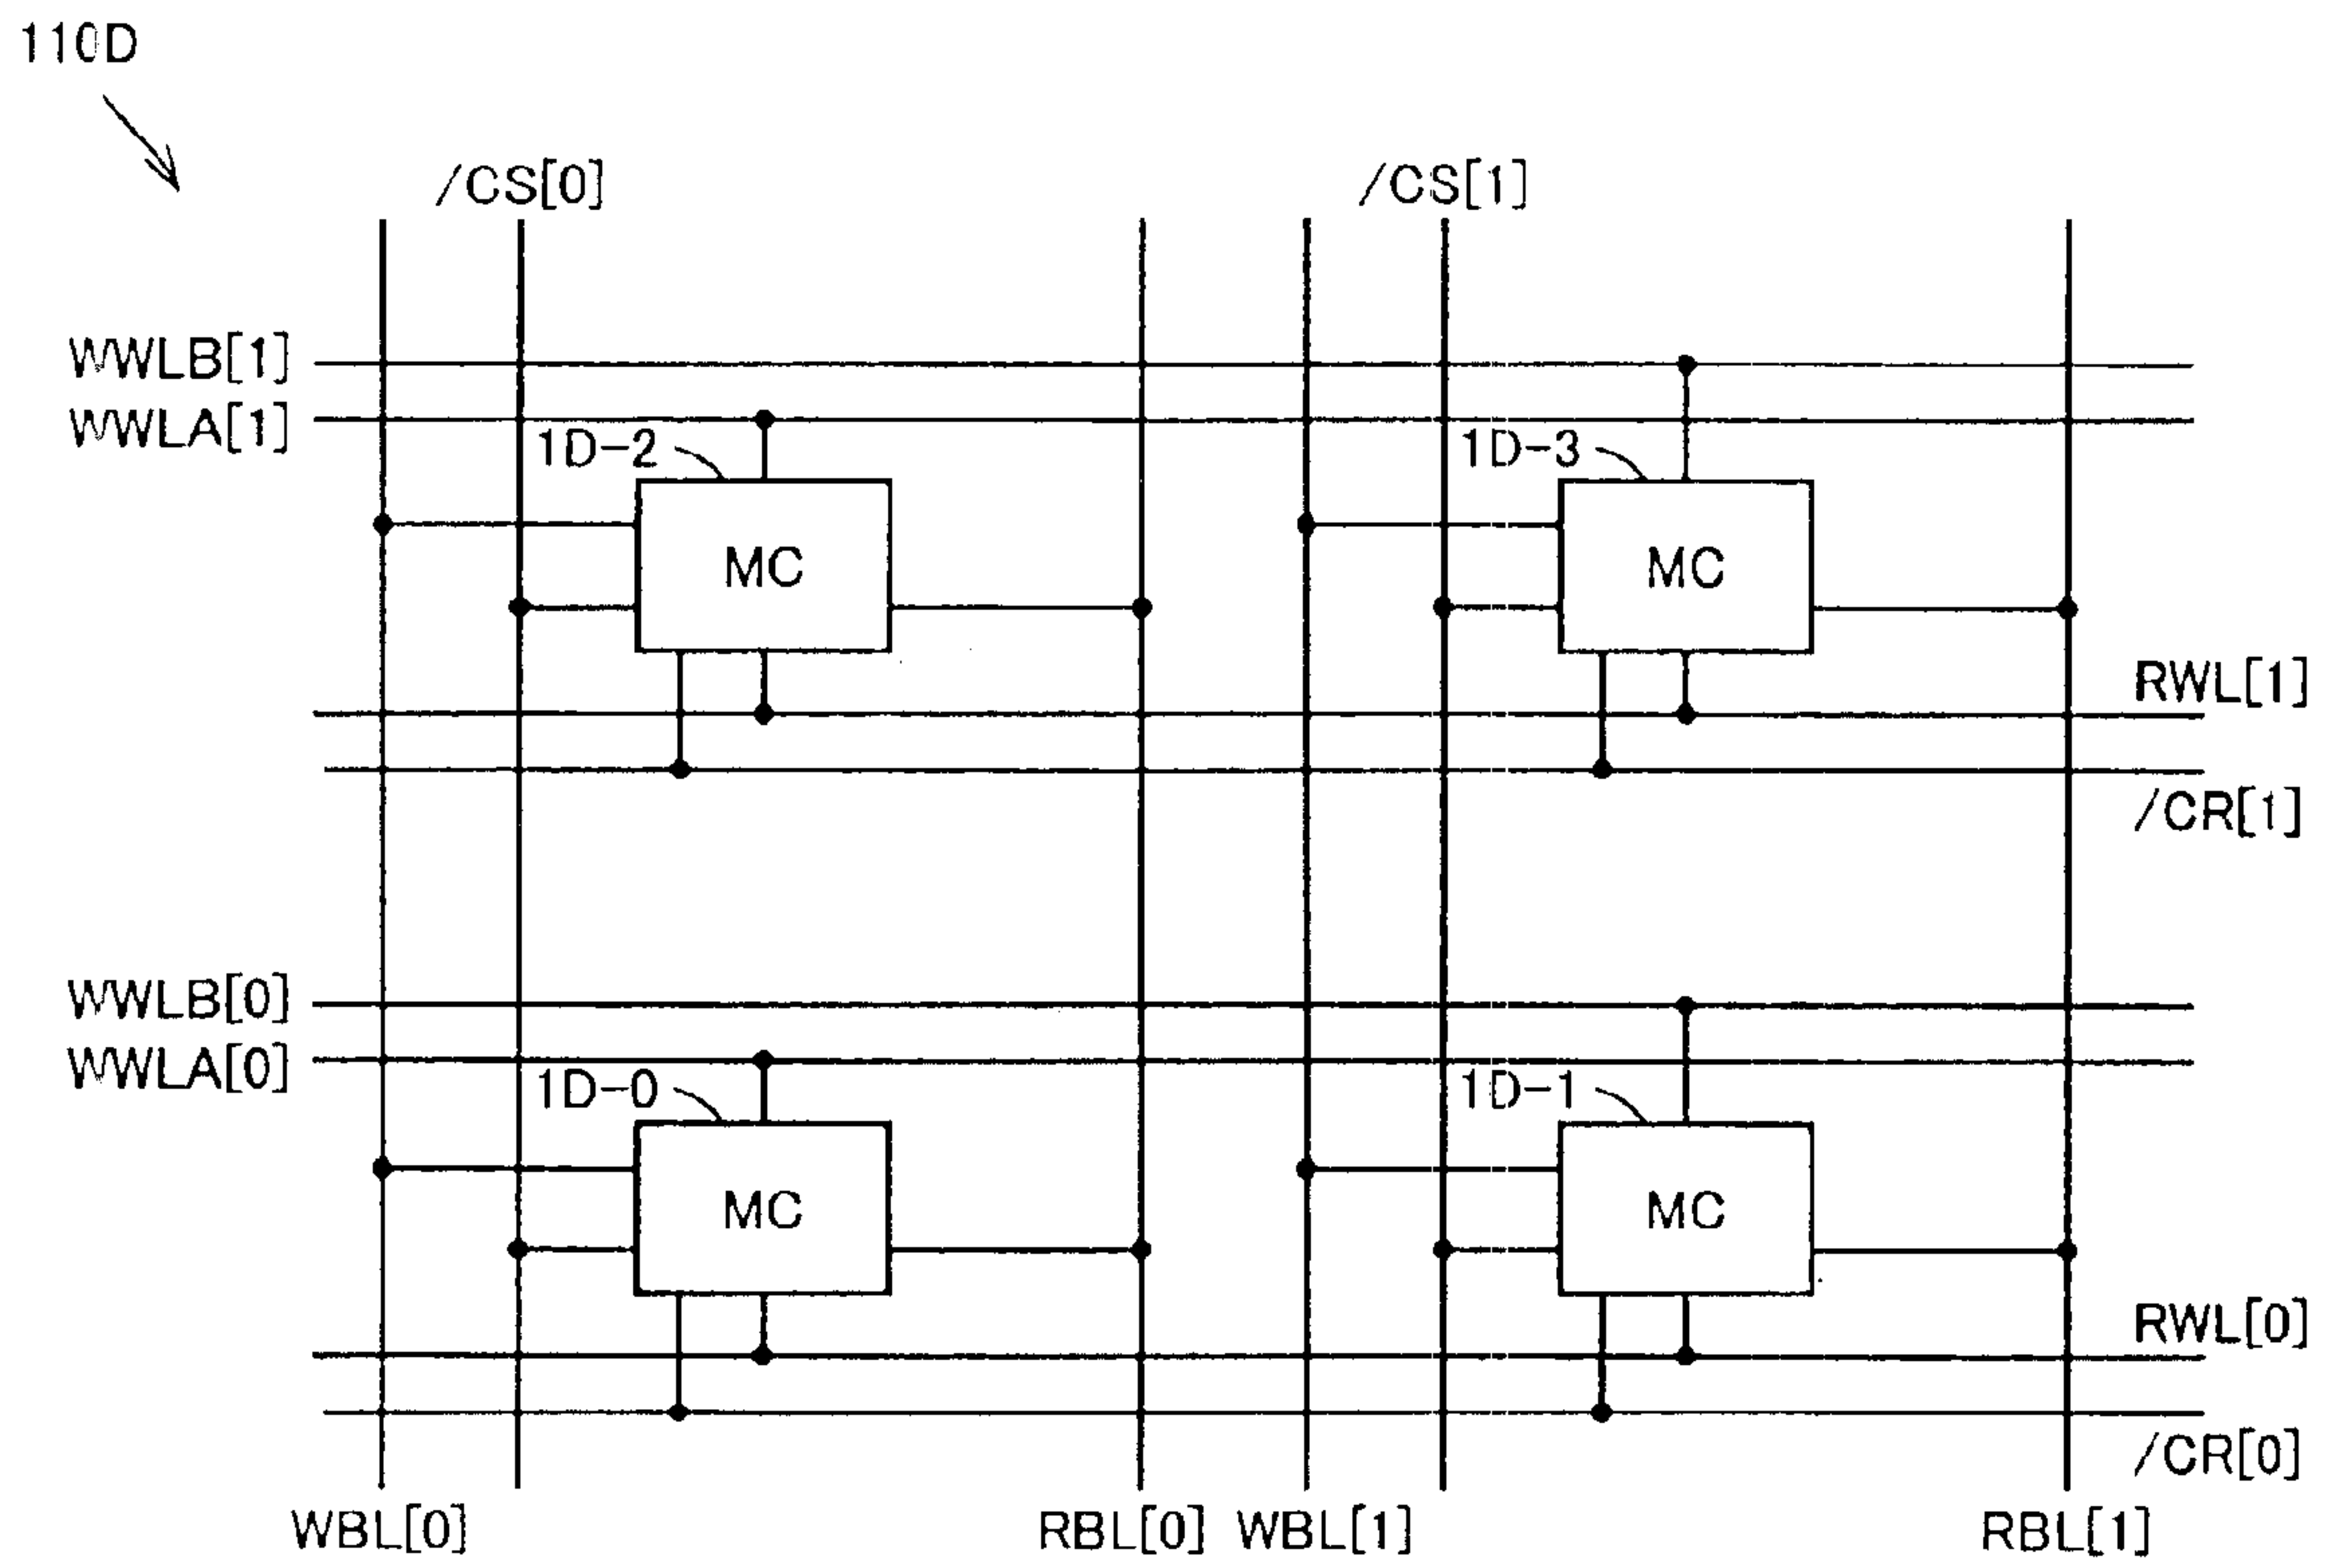 110D
/CS[0] /CS[1]
WWLB[1]
WWLA[1]
1D-2 1D-3
MC MC
RWL[1]
/CR[1]
WWLB[0]
WWLA[0]
1D-0 1D-1
MC MC
RWL[0]
/CR[0]
WBL[0] RBL[0] WBL[1] RBL[1]